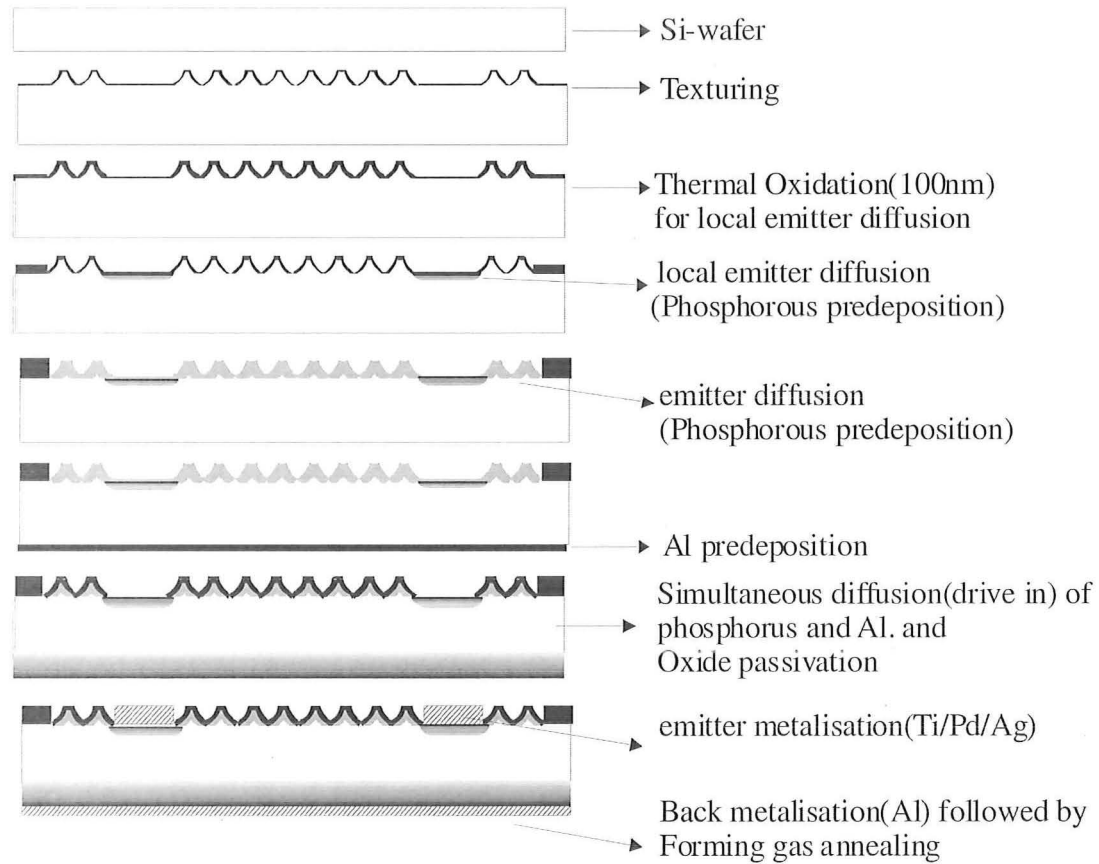 Si-wafer
Texturing
Thermal Oxidation(100nm)
for local emitter diffusion
local emitter diffusion
(Phosphorous predeposition)
emitter diffusion
(Phosphorous predeposition)
Al predeposition
Simultaneous diffusion(drive in) of
phosphorus and Al. and
Oxide passivation
emitter metalisation(Ti/Pd/Ag)
Back metalisation(Al) followed by
Forming gas annealing